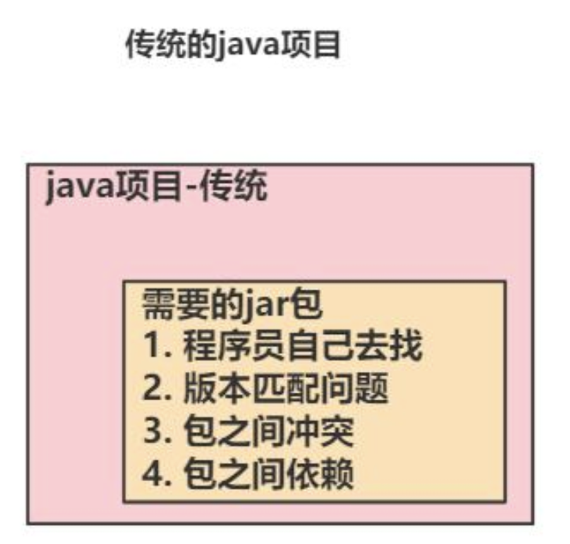 传统的java项目
java项目-传统
需要的jar包
1. 程序员自己去找
2. 版本匹配问题
3. 包之间冲突
4. 包之间依赖